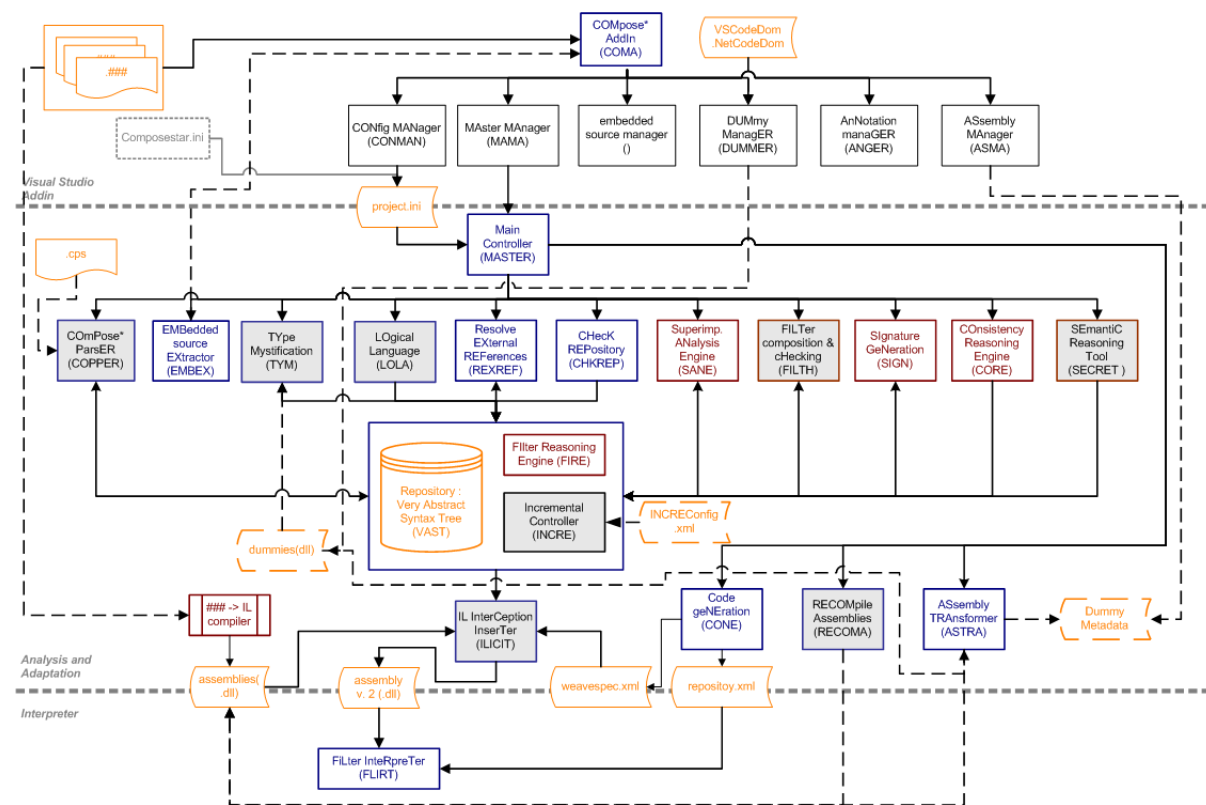 COMpose*
AddIn
(COMA)
VSCodeDom
.NetCodeDom
.###
Composestar.ini
CONfig MANager
(CONMAN)
MAster MAnager
(MAMA)
embedded
source manager
()
DUMmy
ManagER
(DUMMER)
AnNotation
manaGER
(ANGER)
ASsembly
MAnager
(ASMA)
Visual Studio
Addin
project.ini
Main
Controller
(MASTER)
.cps
COmPose*
ParsER
(COPPER)
EMBedded
source
EXtractor
(EMBEX)
TYpe
Mystification
(TYM)
LOgical
Language
(LOLA)
Resolve
EXternal
REFerences
(REXREF)
CHecK
REPository
(CHKREP)
Superimp.
ANalysis
Engine
(SANE)
FILTer
composition &
cHecking
(FILTH)
SIgnature
GeNeration
(SIGN)
COnsistency
Reasoning
Engine
(CORE)
SEmantiC
Reasoning
Tool
(SECRET )
Repository :
Very Abstract
Syntax Tree
(VAST)
FIlter Reasoning
Engine (FIRE)
Incremental
Controller
(INCRE)
INCREConfig
.xml
dummies(dll)
### -> IL
compiler
IL InterCeption
InserTer
(ILICIT)
Code
geNEration
(CONE)
RECOMpile
Assemblies
(RECOMA)
ASsembly
TRAnsformer
(ASTRA)
Dummy
Metadata
Analysis and
Adaptation
assemblies(
.dll)
assembly
v. 2 (.dll)
weavespec.xml
repositoy.xml
Interpreter
FiLter InteRpreTer
(FLIRT)